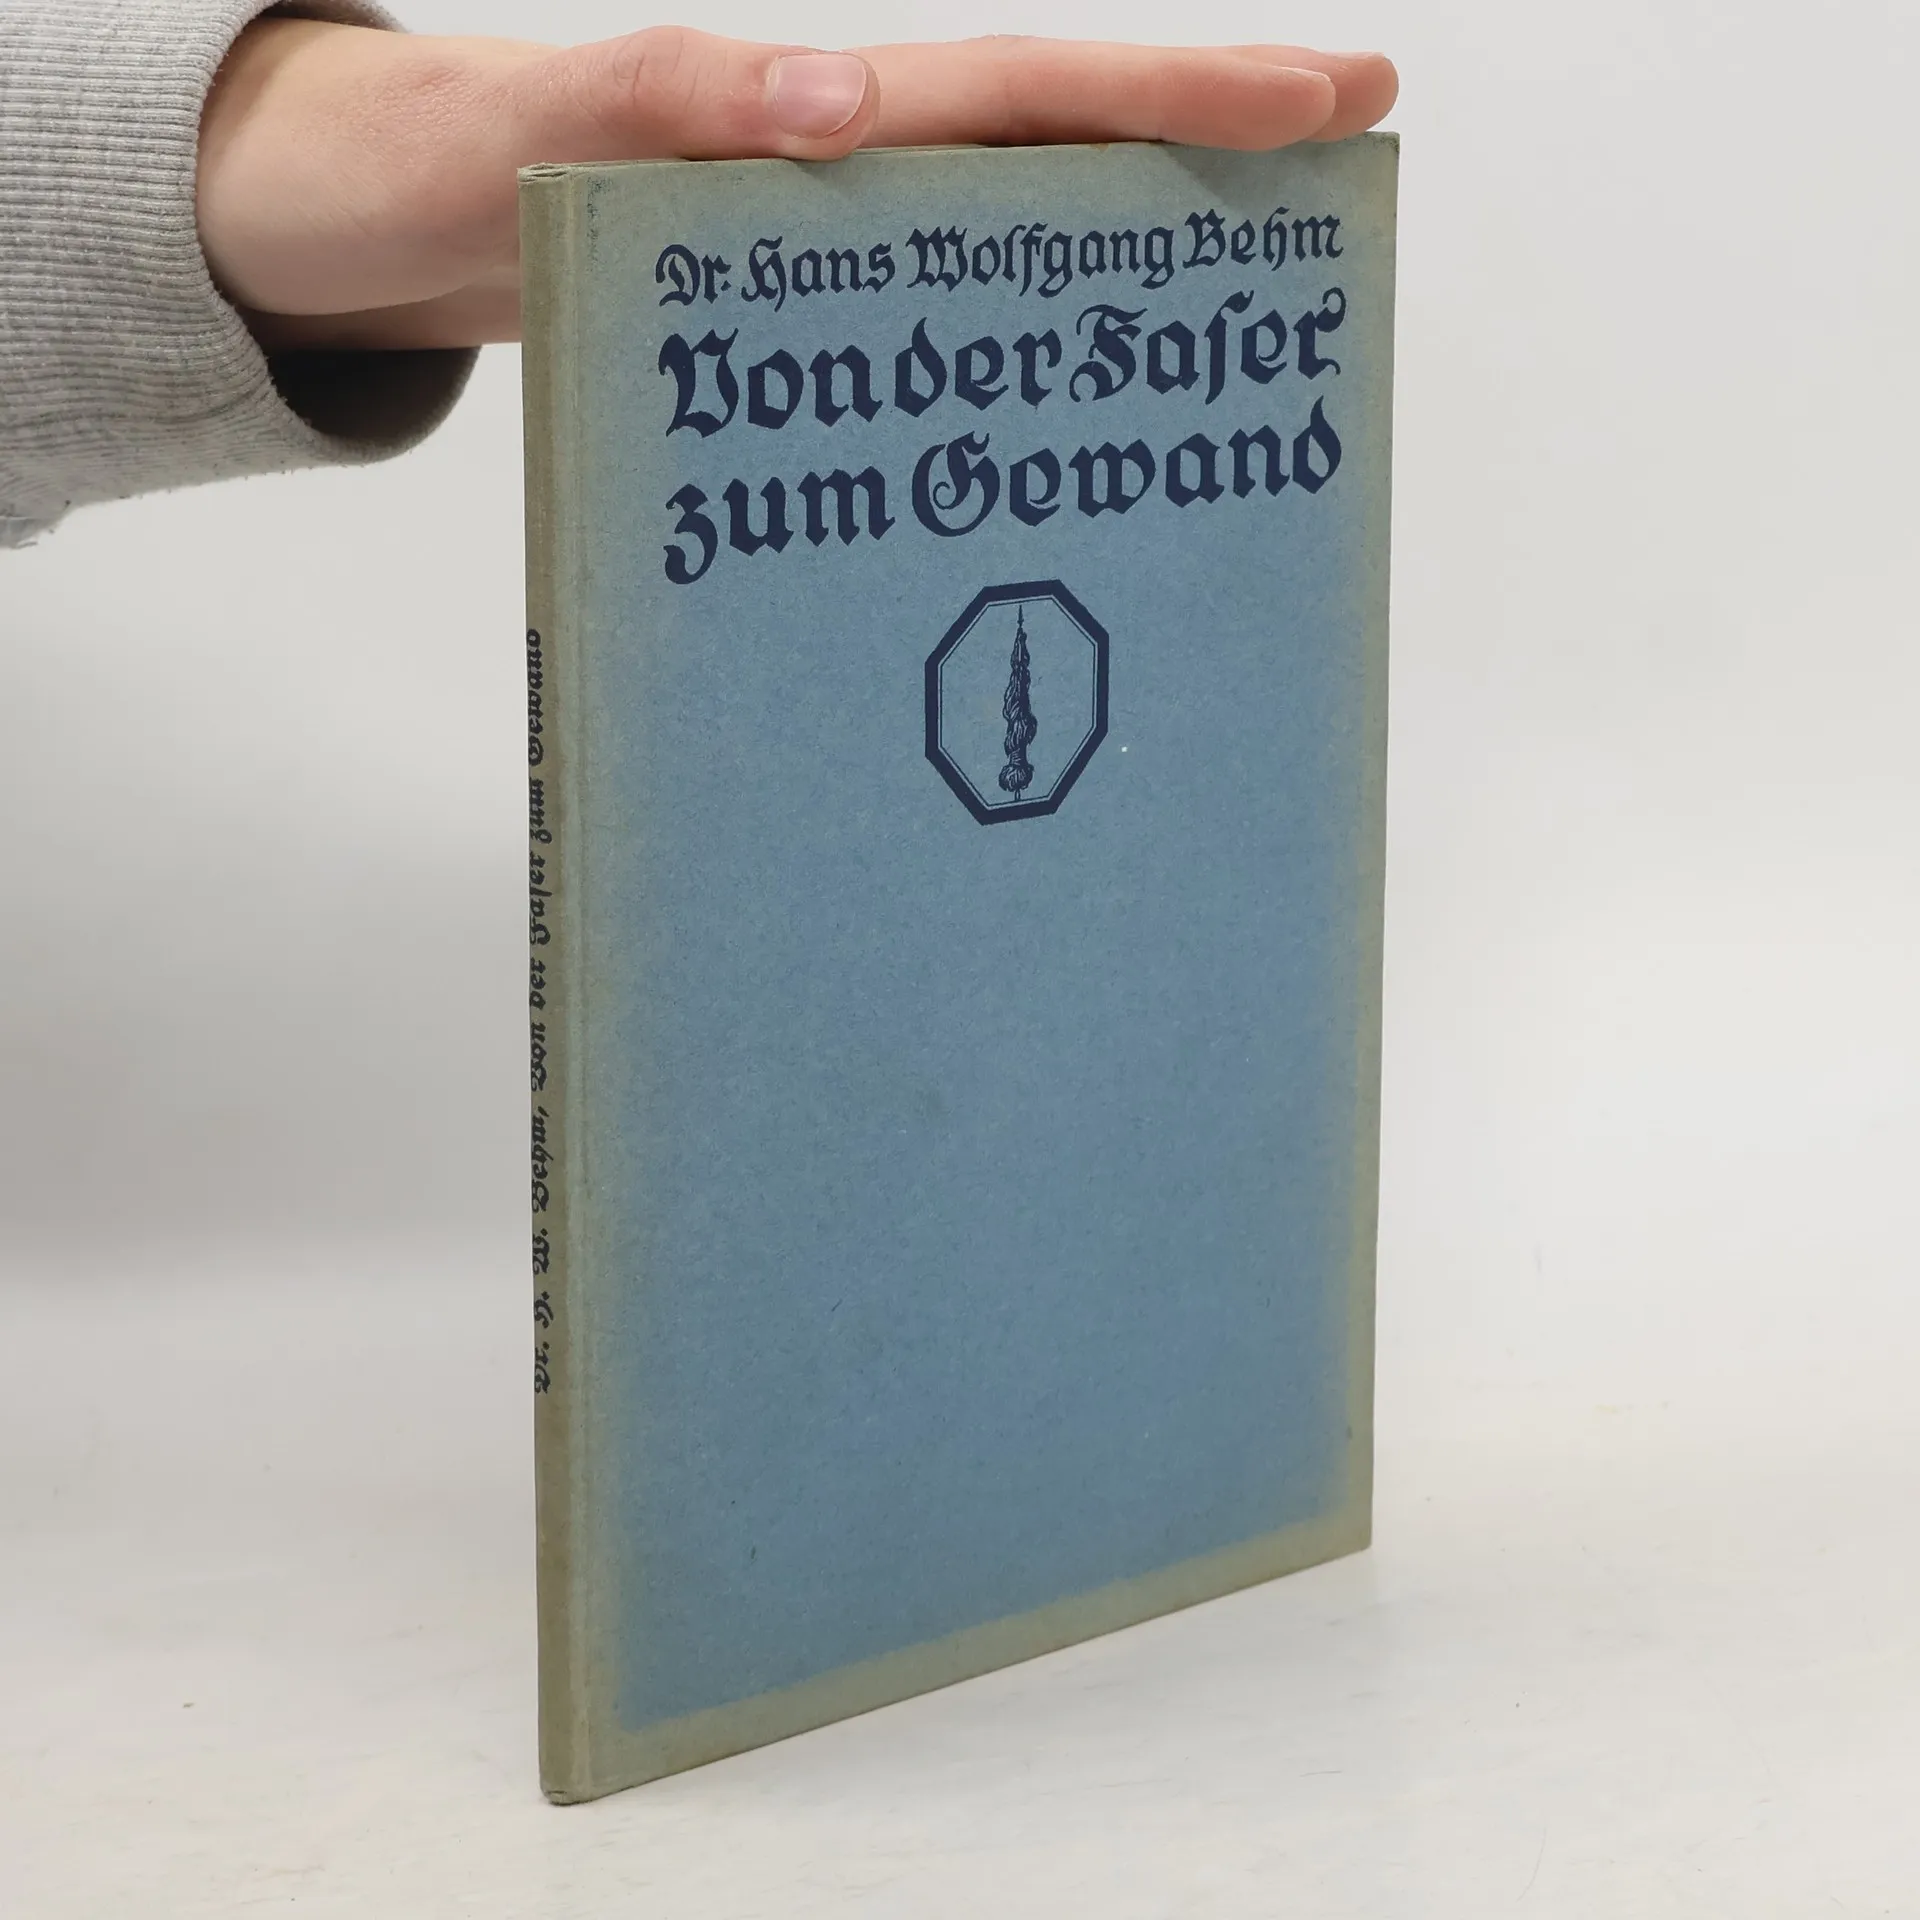 Dr. Hans Wolfgang Behm
Von der Faser
zum Gewand
Dr. H. W. Behm, Von der Faser zum Gewand